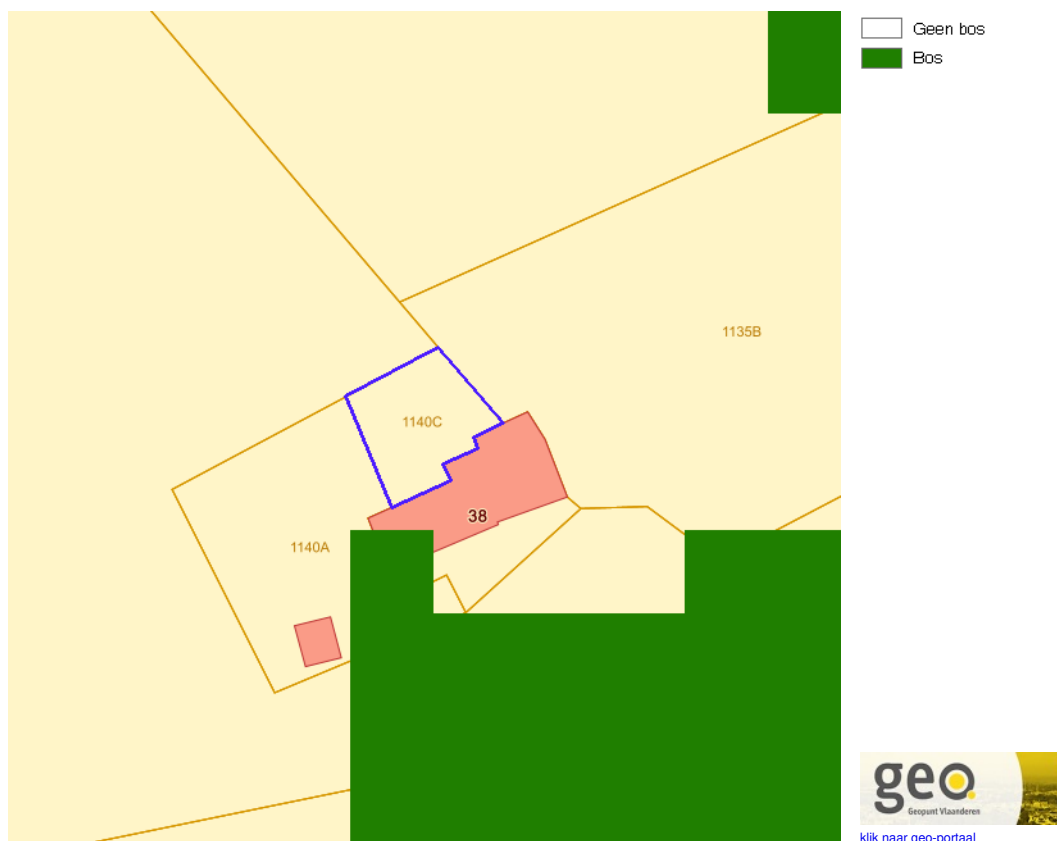 Geen bos
Bos
1135B
1140C
38
1140A
geo
Geopunt Vlaanderen
klik naar geo-portaal